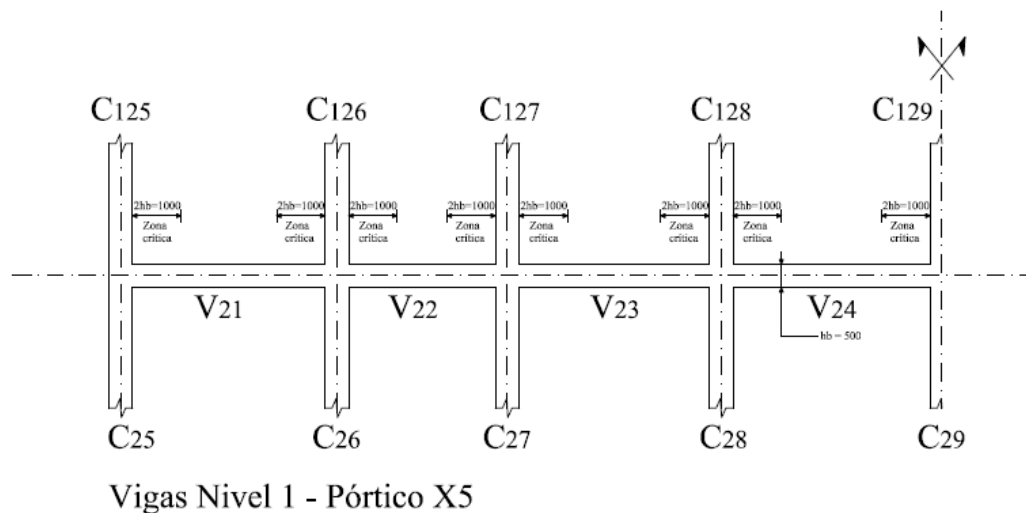 C125 C126 C127 C128 C129
2hb=1000 2hb=1000 2hb=1000 2hb=1000 2hb=1000 2hb=1000 2hb=1000 2hb=1000
Zona Zona Zona Zona Zona Zona Zona Zona
crítica crítica crítica crítica crítica crítica crítica crítica
V21 V22 V23 V24
hb = 500
C25 C26 C27 C28 C29
Vigas Nivel 1 - Pórtico X5